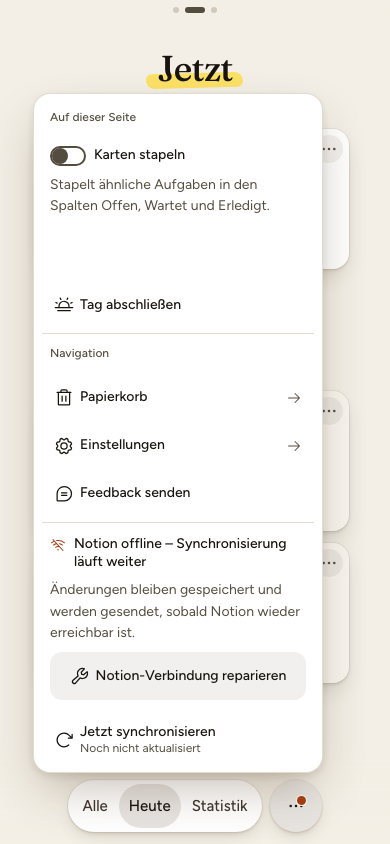 Jetzt
Auf dieser Seite
Karten stapeln
Stapelt ähnliche Aufgaben in den
Spalten Offen, Wartet und Erledigt.
Tag abschließen
Navigation
Papierkorb
Einstellungen
Feedback senden
Notion offline – Synchronisierung
läuft weiter
Änderungen bleiben gespeichert und
werden gesendet, sobald Notion wieder
erreichbar ist.
Notion-Verbindung reparieren
Jetzt synchronisieren
Noch nicht aktualisiert
Alle Heute Statistik